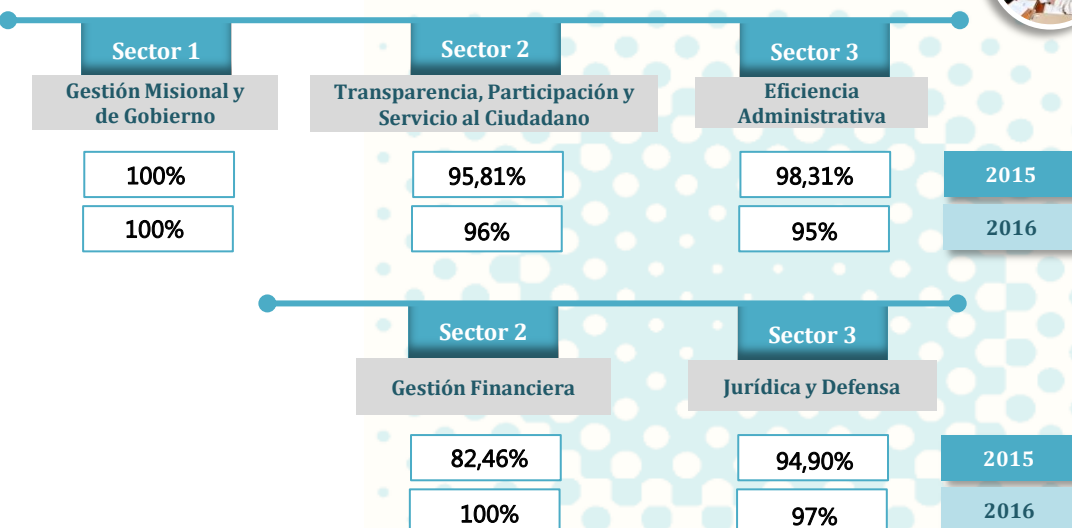 Sector 1
Sector 2
Sector 3
Gestión Misional y
de Gobierno
Transparencia, Participación y
Servicio al Ciudadano
Eficiencia
Administrativa
100%
95,81%
98,31%
2015
100%
96%
95%
2016
Sector 2
Sector 3
Gestión Financiera
Jurídica y Defensa
82,46%
94,90%
2015
100%
97%
2016